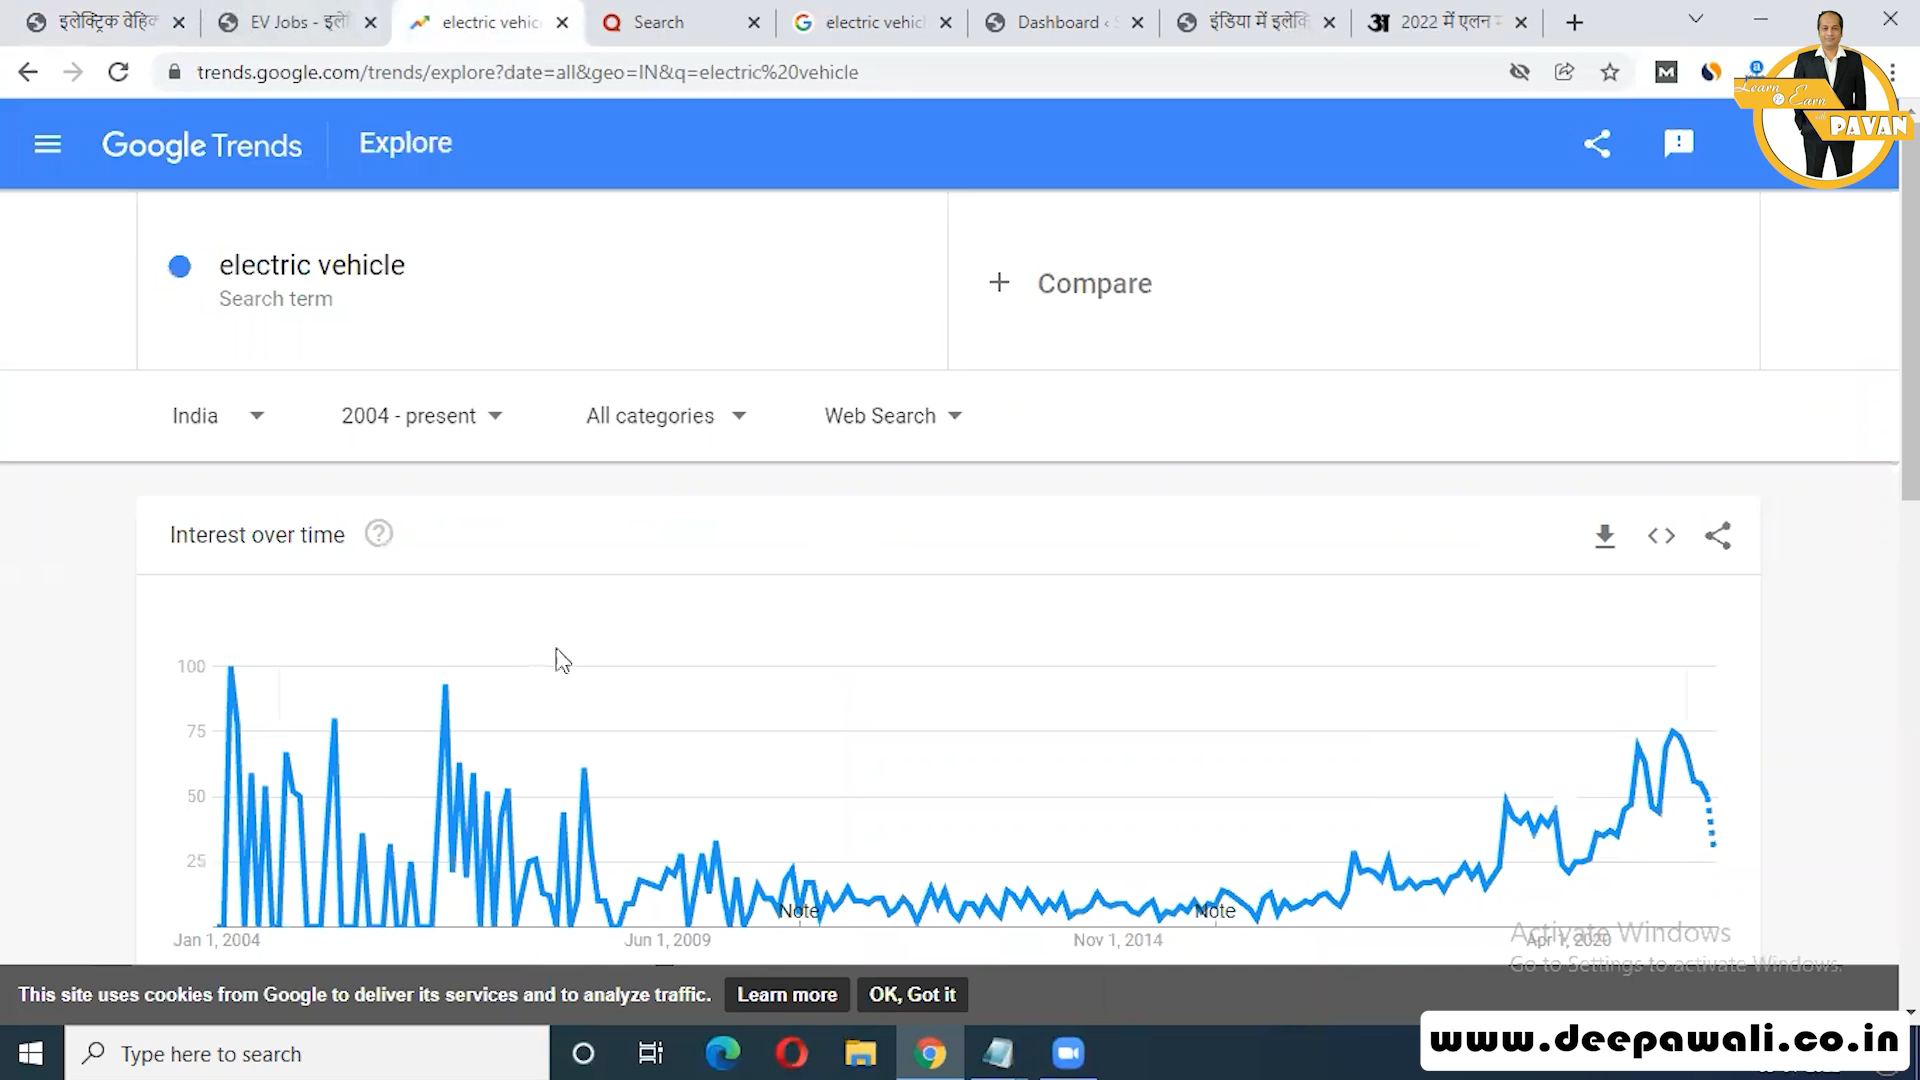 इलेक्ट्रिक वेहिक
EV Jobs - इले
electric vehic
Search
electric vehic
Dashboard ‹
इंडिया में इलेक्ट्रि
2022 में एलन म
trends.google.com/trends/explore?date=all&geo=IN&q=electric%20vehicle
Learn
to Earn
with
PAVAN
Google Trends
Explore
electric vehicle
Search term
+ Compare
India
2004 - present
All categories
Web Search
Interest over time
100
75
50
25
Note
Note
Jan 1, 2004
Jun 1, 2009
Nov 1, 2014
Apr 1, 2020
Activate Windows
Go to Settings to activate Windows.
This site uses cookies from Google to deliver its services and to analyze traffic.
Learn more
OK, Got it
Type here to search
www.deepawali.co.in